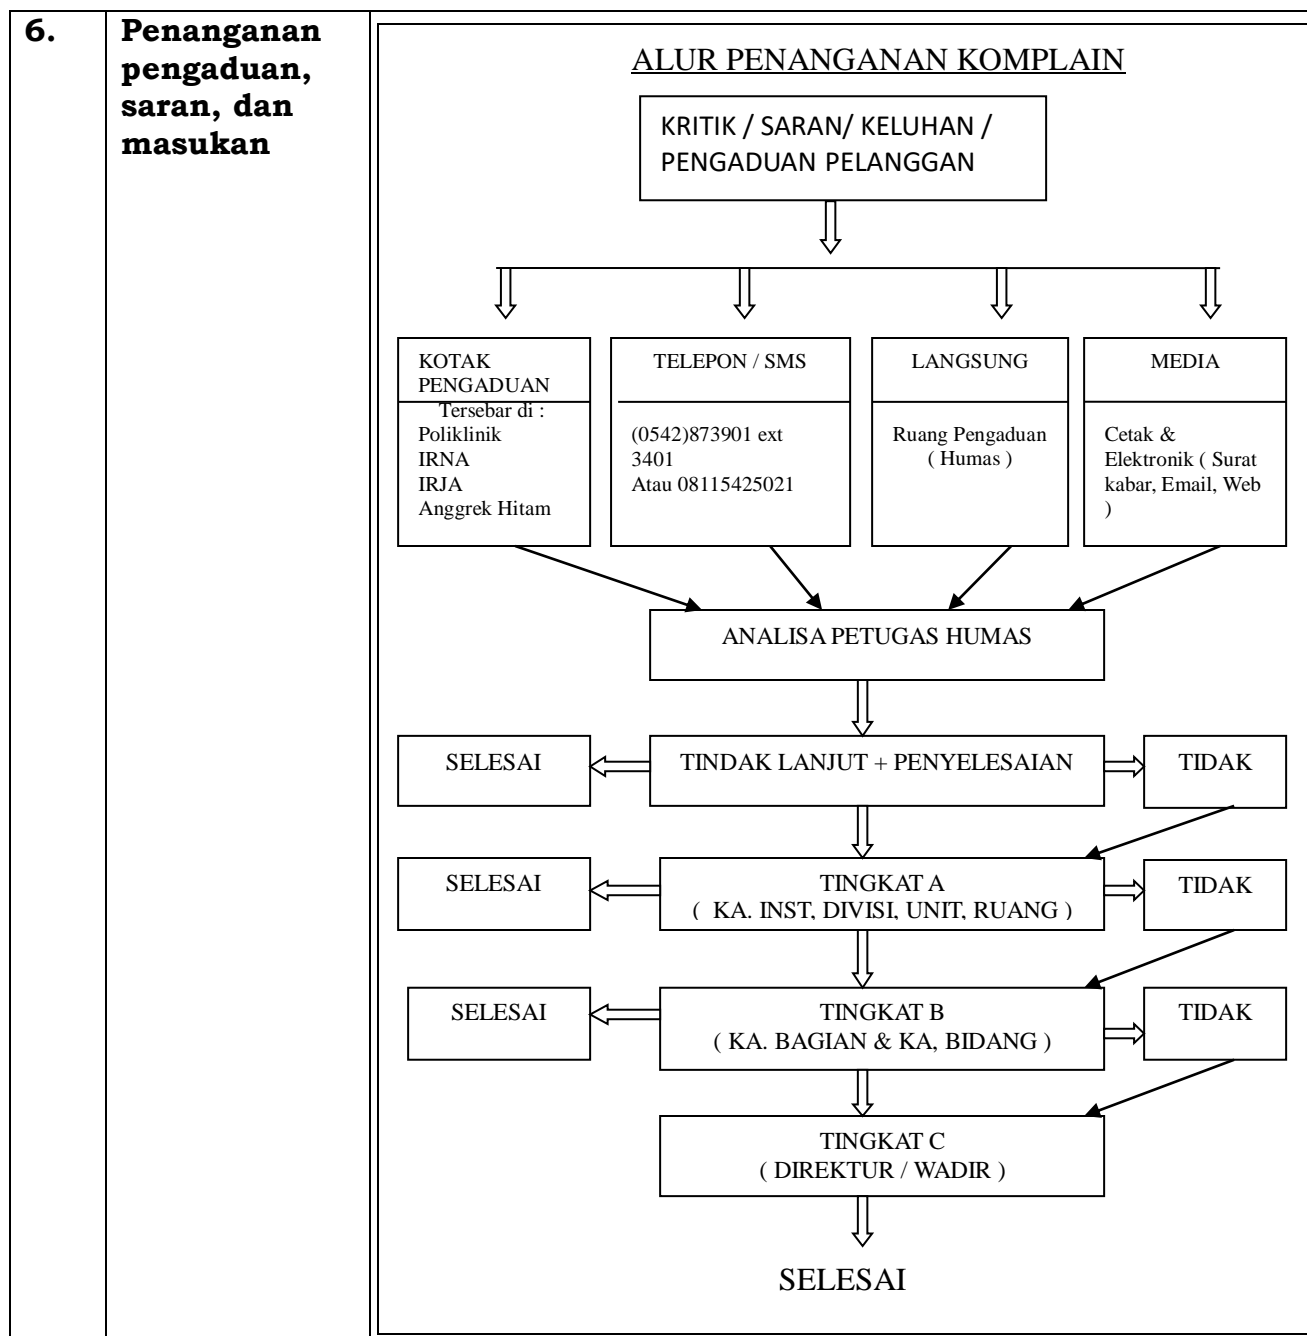 6.
Penanganan
pengaduan,
saran, dan
masukan
ALUR PENANGANAN KOMPLAIN
KRITIK / SARAN/ KELUHAN /
PENGADUAN PELANGGAN
KOTAK
PENGADUAN
Tersebar di :
Poliklinik
IRNA
IRJA
Anggrek Hitam
TELEPON / SMS
(0542)873901 ext
3401
Atau 08115425021
LANGSUNG
Ruang Pengaduan
( Humas )
MEDIA
Cetak &
Elektronik ( Surat
kabar, Email, Web
)
ANALISA PETUGAS HUMAS
SELESAI
TINDAK LANJUT + PENYELESAIAN
TIDAK
SELESAI
TINGKAT A
( KA. INST, DIVISI, UNIT, RUANG )
TIDAK
SELESAI
TINGKAT B
( KA. BAGIAN & KA, BIDANG )
TIDAK
TINGKAT C
( DIREKTUR / WADIR )
SELESAI